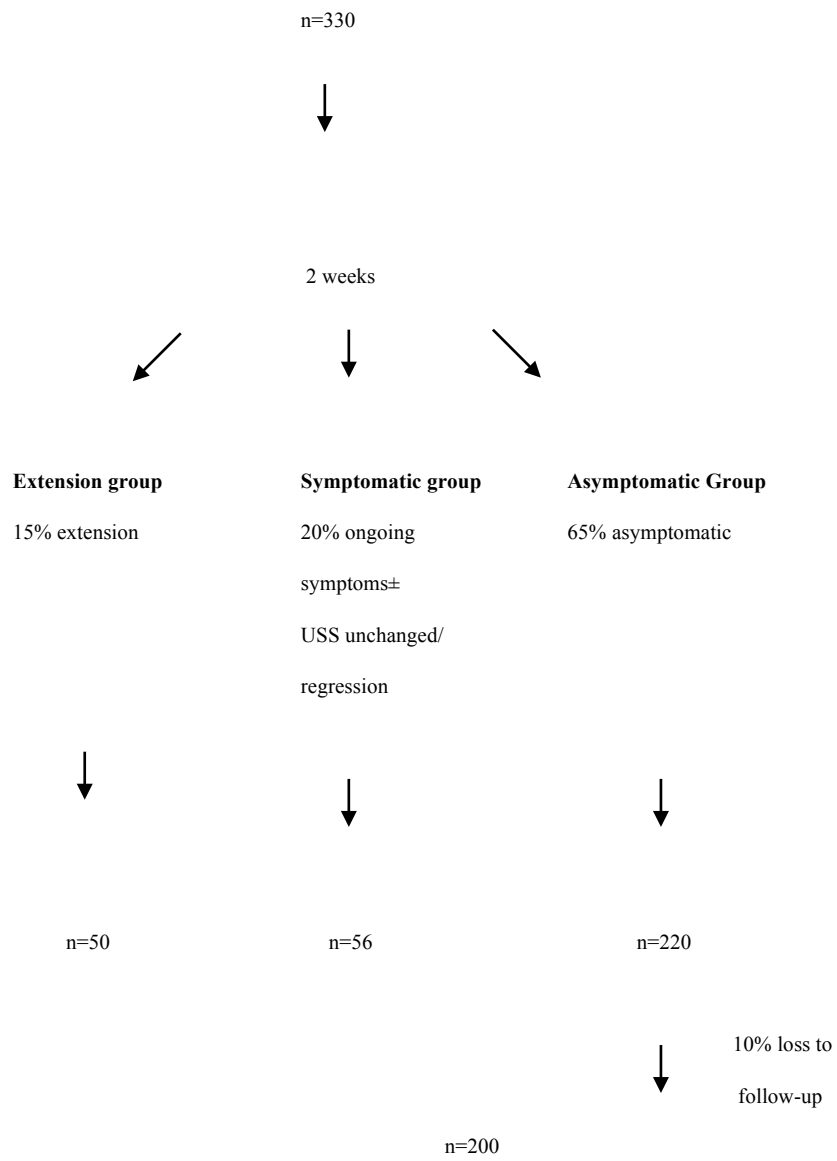 n=330
2 weeks
Extension group
15% extension
Symptomatic group
20% ongoing
symptoms±
USS unchanged/
regression
Asymptomatic Group
65% asymptomatic
n=50
n=56
n=220
10% loss to
follow-up
n=200